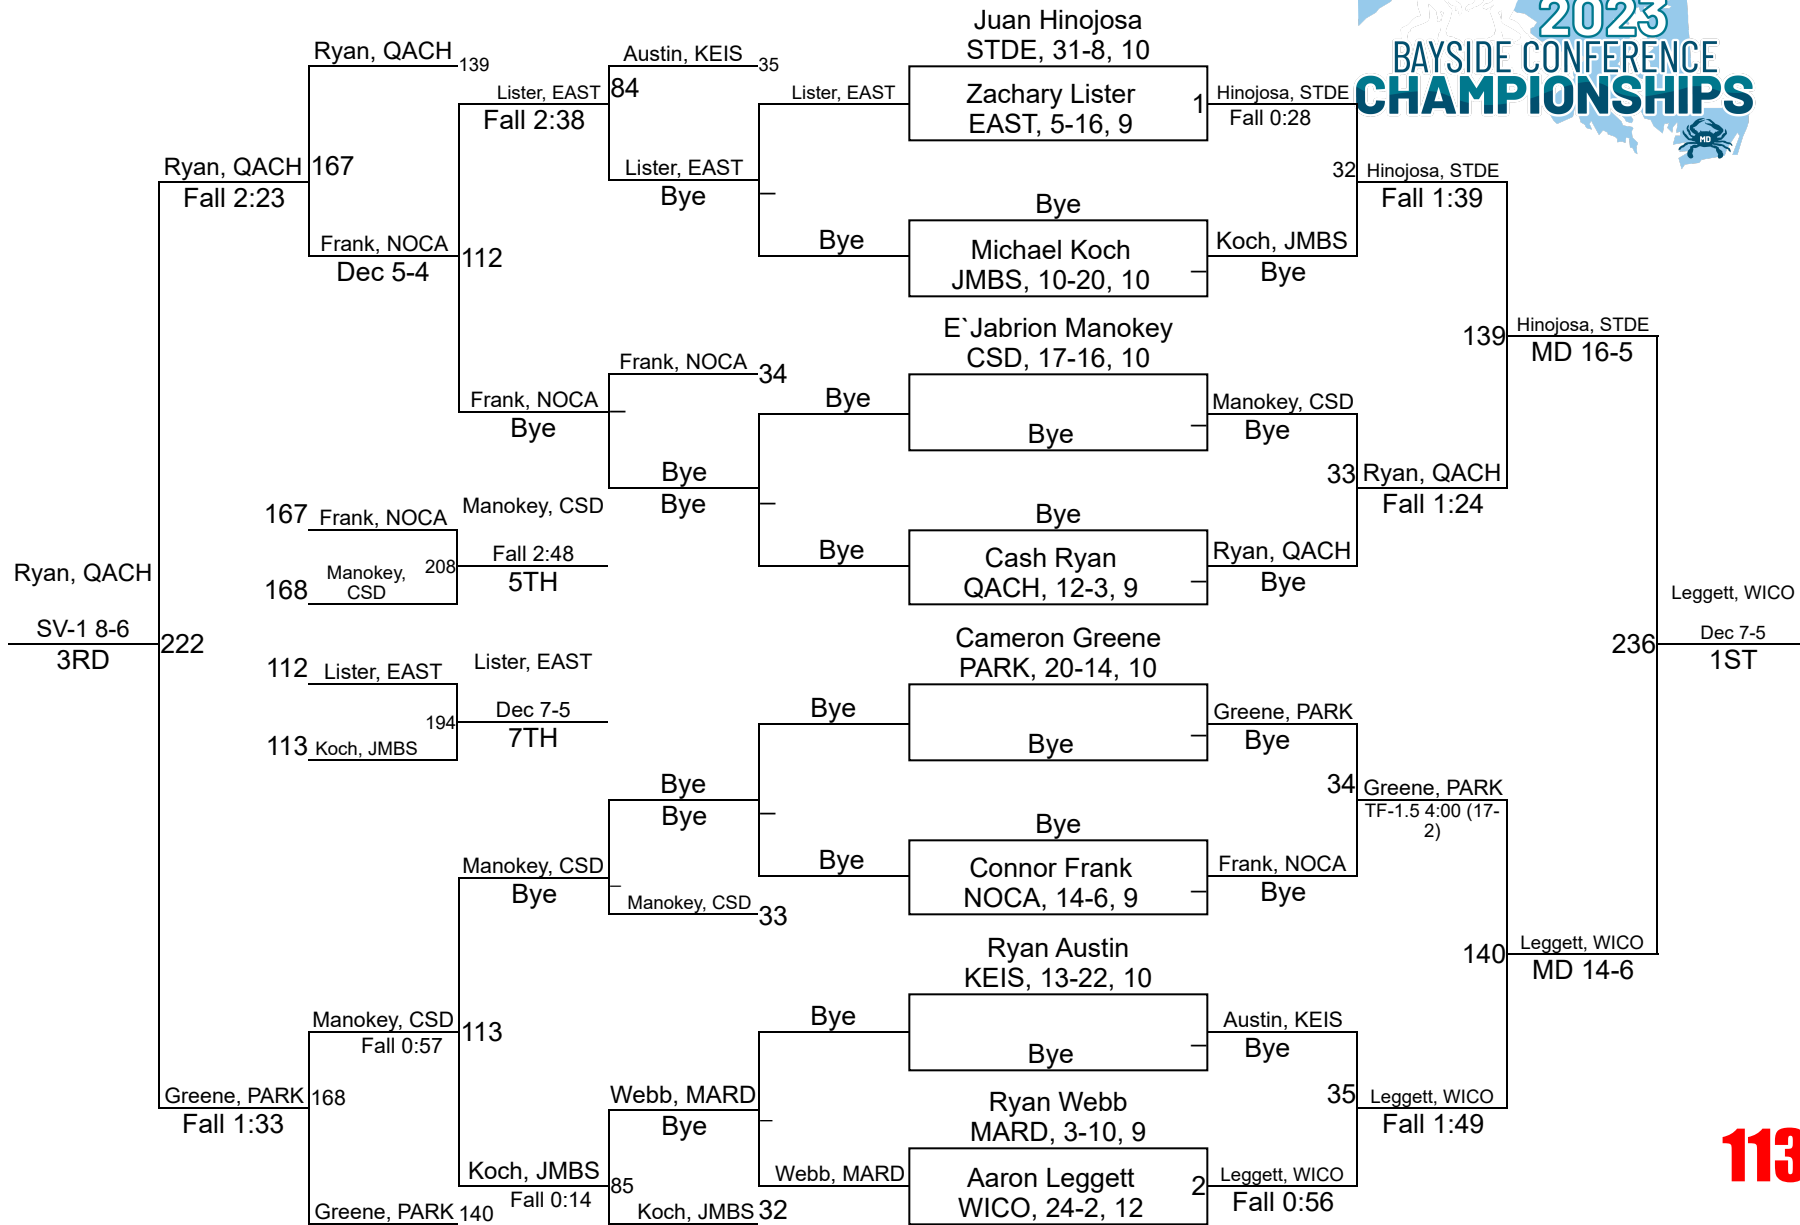 2023
BAYSIDE CONFERENCE
CHAMPIONSHIPS
MD
Juan Hinojosa
STDE, 31-8, 10
Zachary Lister
EAST, 5-16, 9
1
Bye
Michael Koch
JMBS, 10-20, 10
E`Jabrion Manokey
CSD, 17-16, 10
Bye
Bye
Cash Ryan
QACH, 12-3, 9
Cameron Greene
PARK, 20-14, 10
Bye
Bye
Connor Frank
NOCA, 14-6, 9
Ryan Austin
KEIS, 13-22, 10
Bye
Ryan Webb
MARD, 3-10, 9
Aaron Leggett
WICO, 24-2, 12
2
Hinojosa, STDE
Fall 0:28
Koch, JMBS
Bye
Manokey, CSD
Bye
Ryan, QACH
Bye
Greene, PARK
Bye
Frank, NOCA
Bye
Austin, KEIS
Bye
Leggett, WICO
Fall 0:56
32
Hinojosa, STDE
Fall 1:39
33
Ryan, QACH
Fall 1:24
34
Greene, PARK
TF-1.5 4:00 (17-
2)
35
Leggett, WICO
Fall 1:49
139
Hinojosa, STDE
MD 16-5
140
Leggett, WICO
MD 14-6
236
Leggett, WICO
Dec 7-5
1ST
Lister, EAST
Bye
Bye
Bye
Bye
Bye
Bye
Webb, MARD
Austin, KEIS
35
Lister, EAST
Bye
Frank, NOCA
34
Bye
Bye
Bye
Bye
Manokey, CSD
33
Webb, MARD
Bye
Koch, JMBS
32
Lister, EAST
84
Fall 2:38
Frank, NOCA
Bye
Manokey, CSD
Bye
Koch, JMBS
85
Fall 0:14
Ryan, QACH
139
Frank, NOCA
112
Dec 5-4
Manokey, CSD
113
Fall 0:57
Greene, PARK
140
Ryan, QACH
167
Fall 2:23
Greene, PARK
168
Fall 1:33
Ryan, QACH
SV-1 8-6
222
3RD
167
Frank, NOCA
168
Manokey,
CSD
208
Manokey, CSD
Fall 2:48
5TH
112
Lister, EAST
113
Koch, JMBS
194
Lister, EAST
Dec 7-5
7TH
113